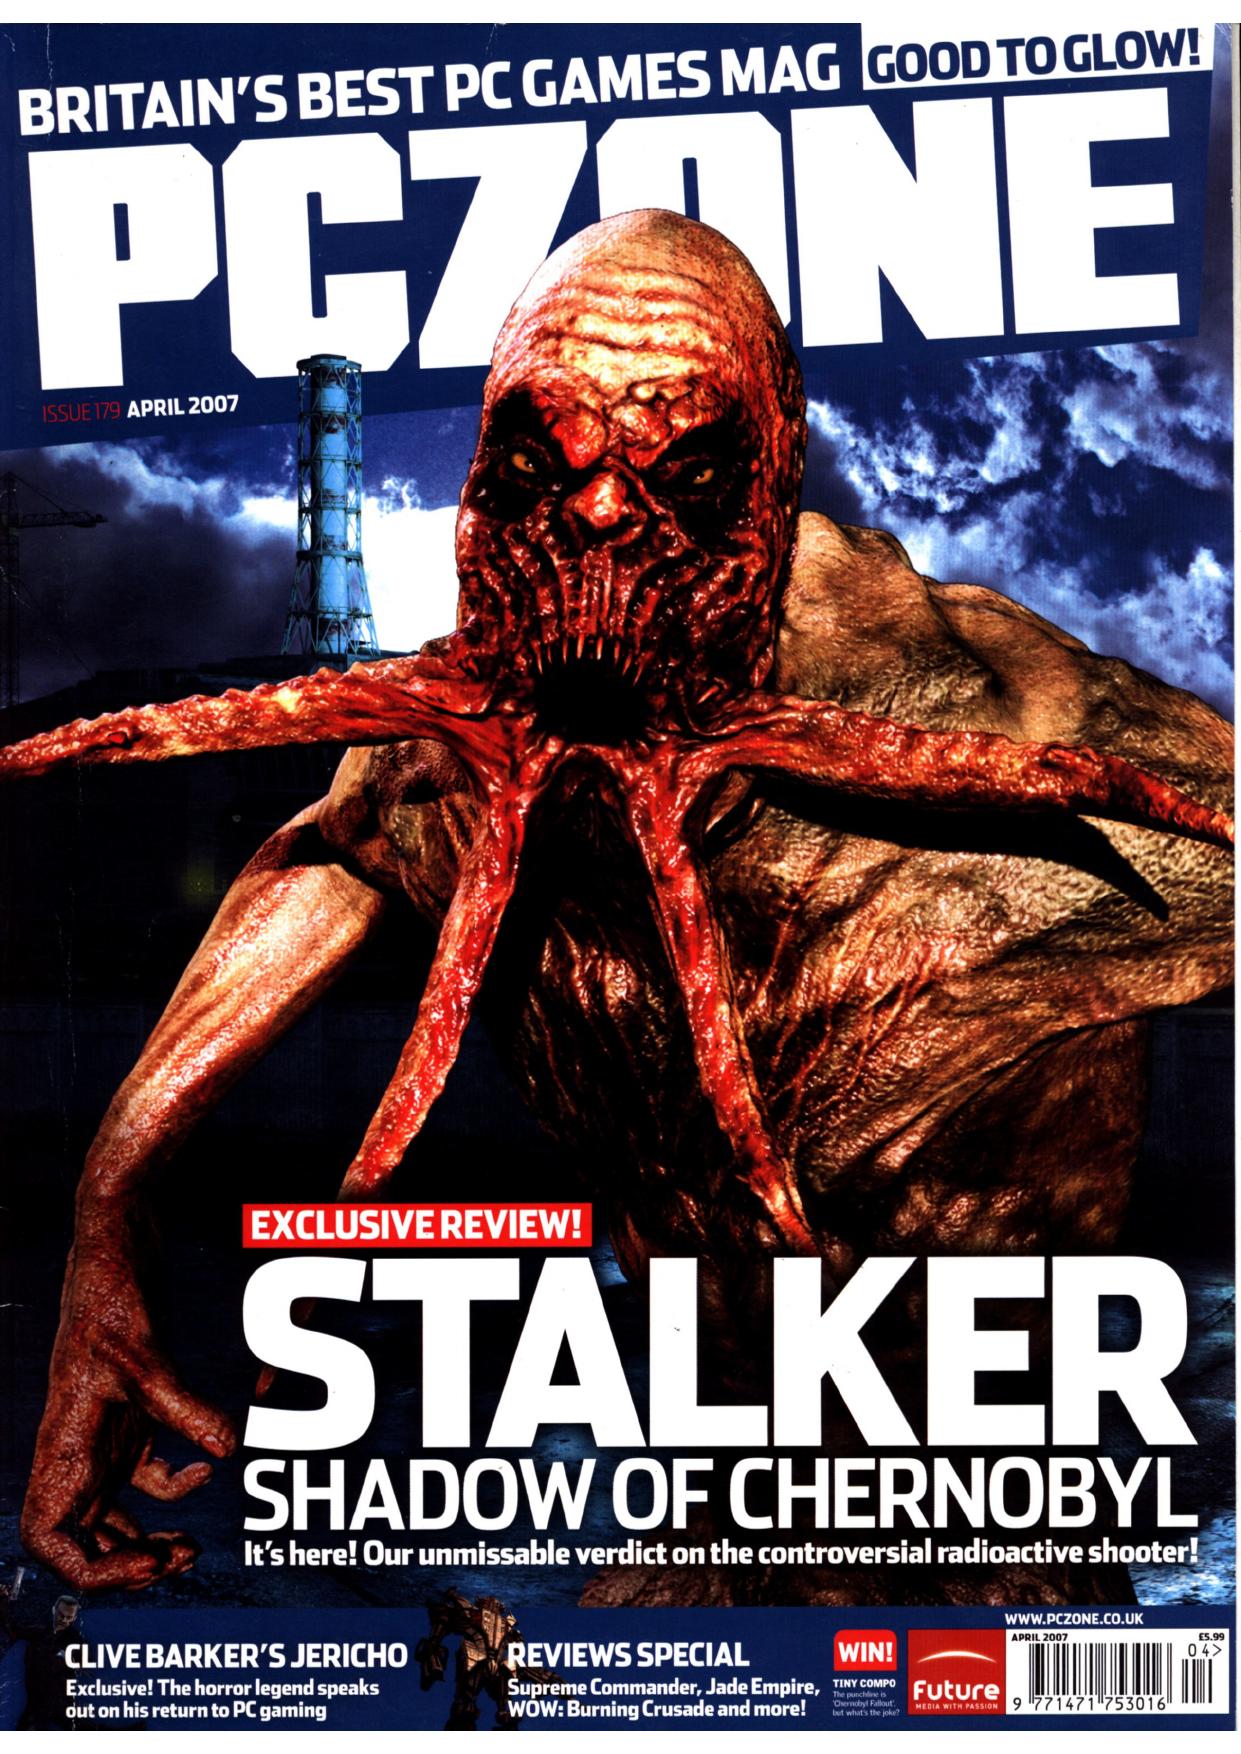 BRITAIN'S BEST PC GAMES MAG
GOOD TO GLOW!
PCZONE
ISSUE 179 APRIL 2007
EXCLUSIVE REVIEW!
STALKER
SHADOW OF CHERNOBYL
It's here! Our unmissable verdict on the controversial radioactive shooter!
CLIVE BARKER'S JERICHO
Exclusive! The horror legend speaks
out on his return to PC gaming
REVIEWS SPECIAL
Supreme Commander, Jade Empire,
WOW: Burning Crusade and more!
WIN!
TINY COMPO
The punchline is
'Chernobyl Fallout',
but what's the joke?
Future
MEDIA WITH PASSION
WWW.PCZONE.CO.UK
APRIL 2007
£5.99
04>
9 771471 753016